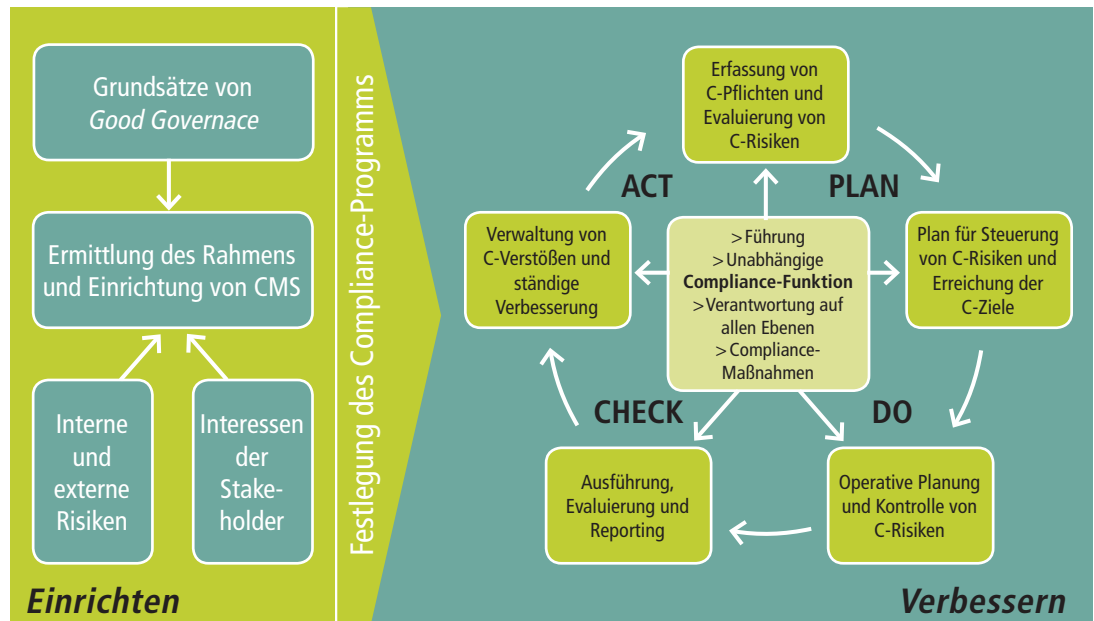 Grundsätze von
Good Governace
Ermittlung des Rahmens
und Einrichtung von CMS
Interne
und
externe
Risiken
Interessen
der
Stake-
holder
Einrichten
Festlegung des Compliance-Programms
Erfassung von
C-Pflichten und
Evaluierung von
C-Risiken
ACT
PLAN
Verwaltung von
C-Verstößen und
ständige
Verbesserung
>Führung
>Unabhängige
Compliance-Funktion
>Verantwortung auf
allen Ebenen
>Compliance-
Maßnahmen
Plan für Steuerung
von C-Risiken und
Erreichung der
C-Ziele
CHECK
DO
Ausführung,
Evaluierung und
Reporting
Operative Planung
und Kontrolle von
C-Risiken
Verbessern